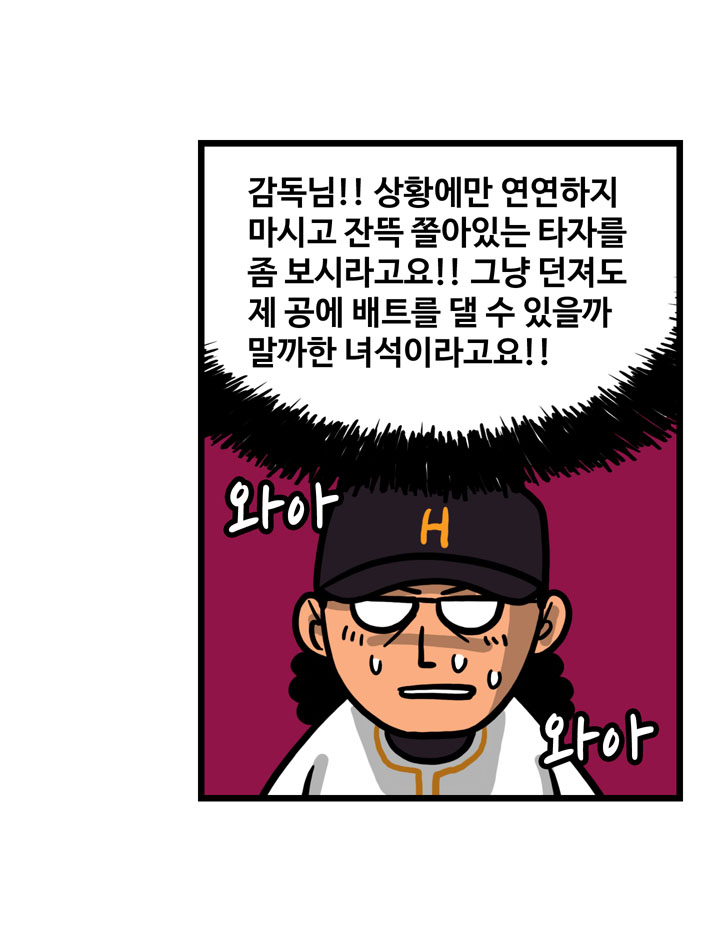 감독님!! 상황에만 연연하지
마시고 잔뜩 쫄아있는 타자를
좀 보시라고요!! 그냥 던져도
제 공에 배트를 댈 수 있을까
말까한 녀석이라고요!!
와아
H
와아